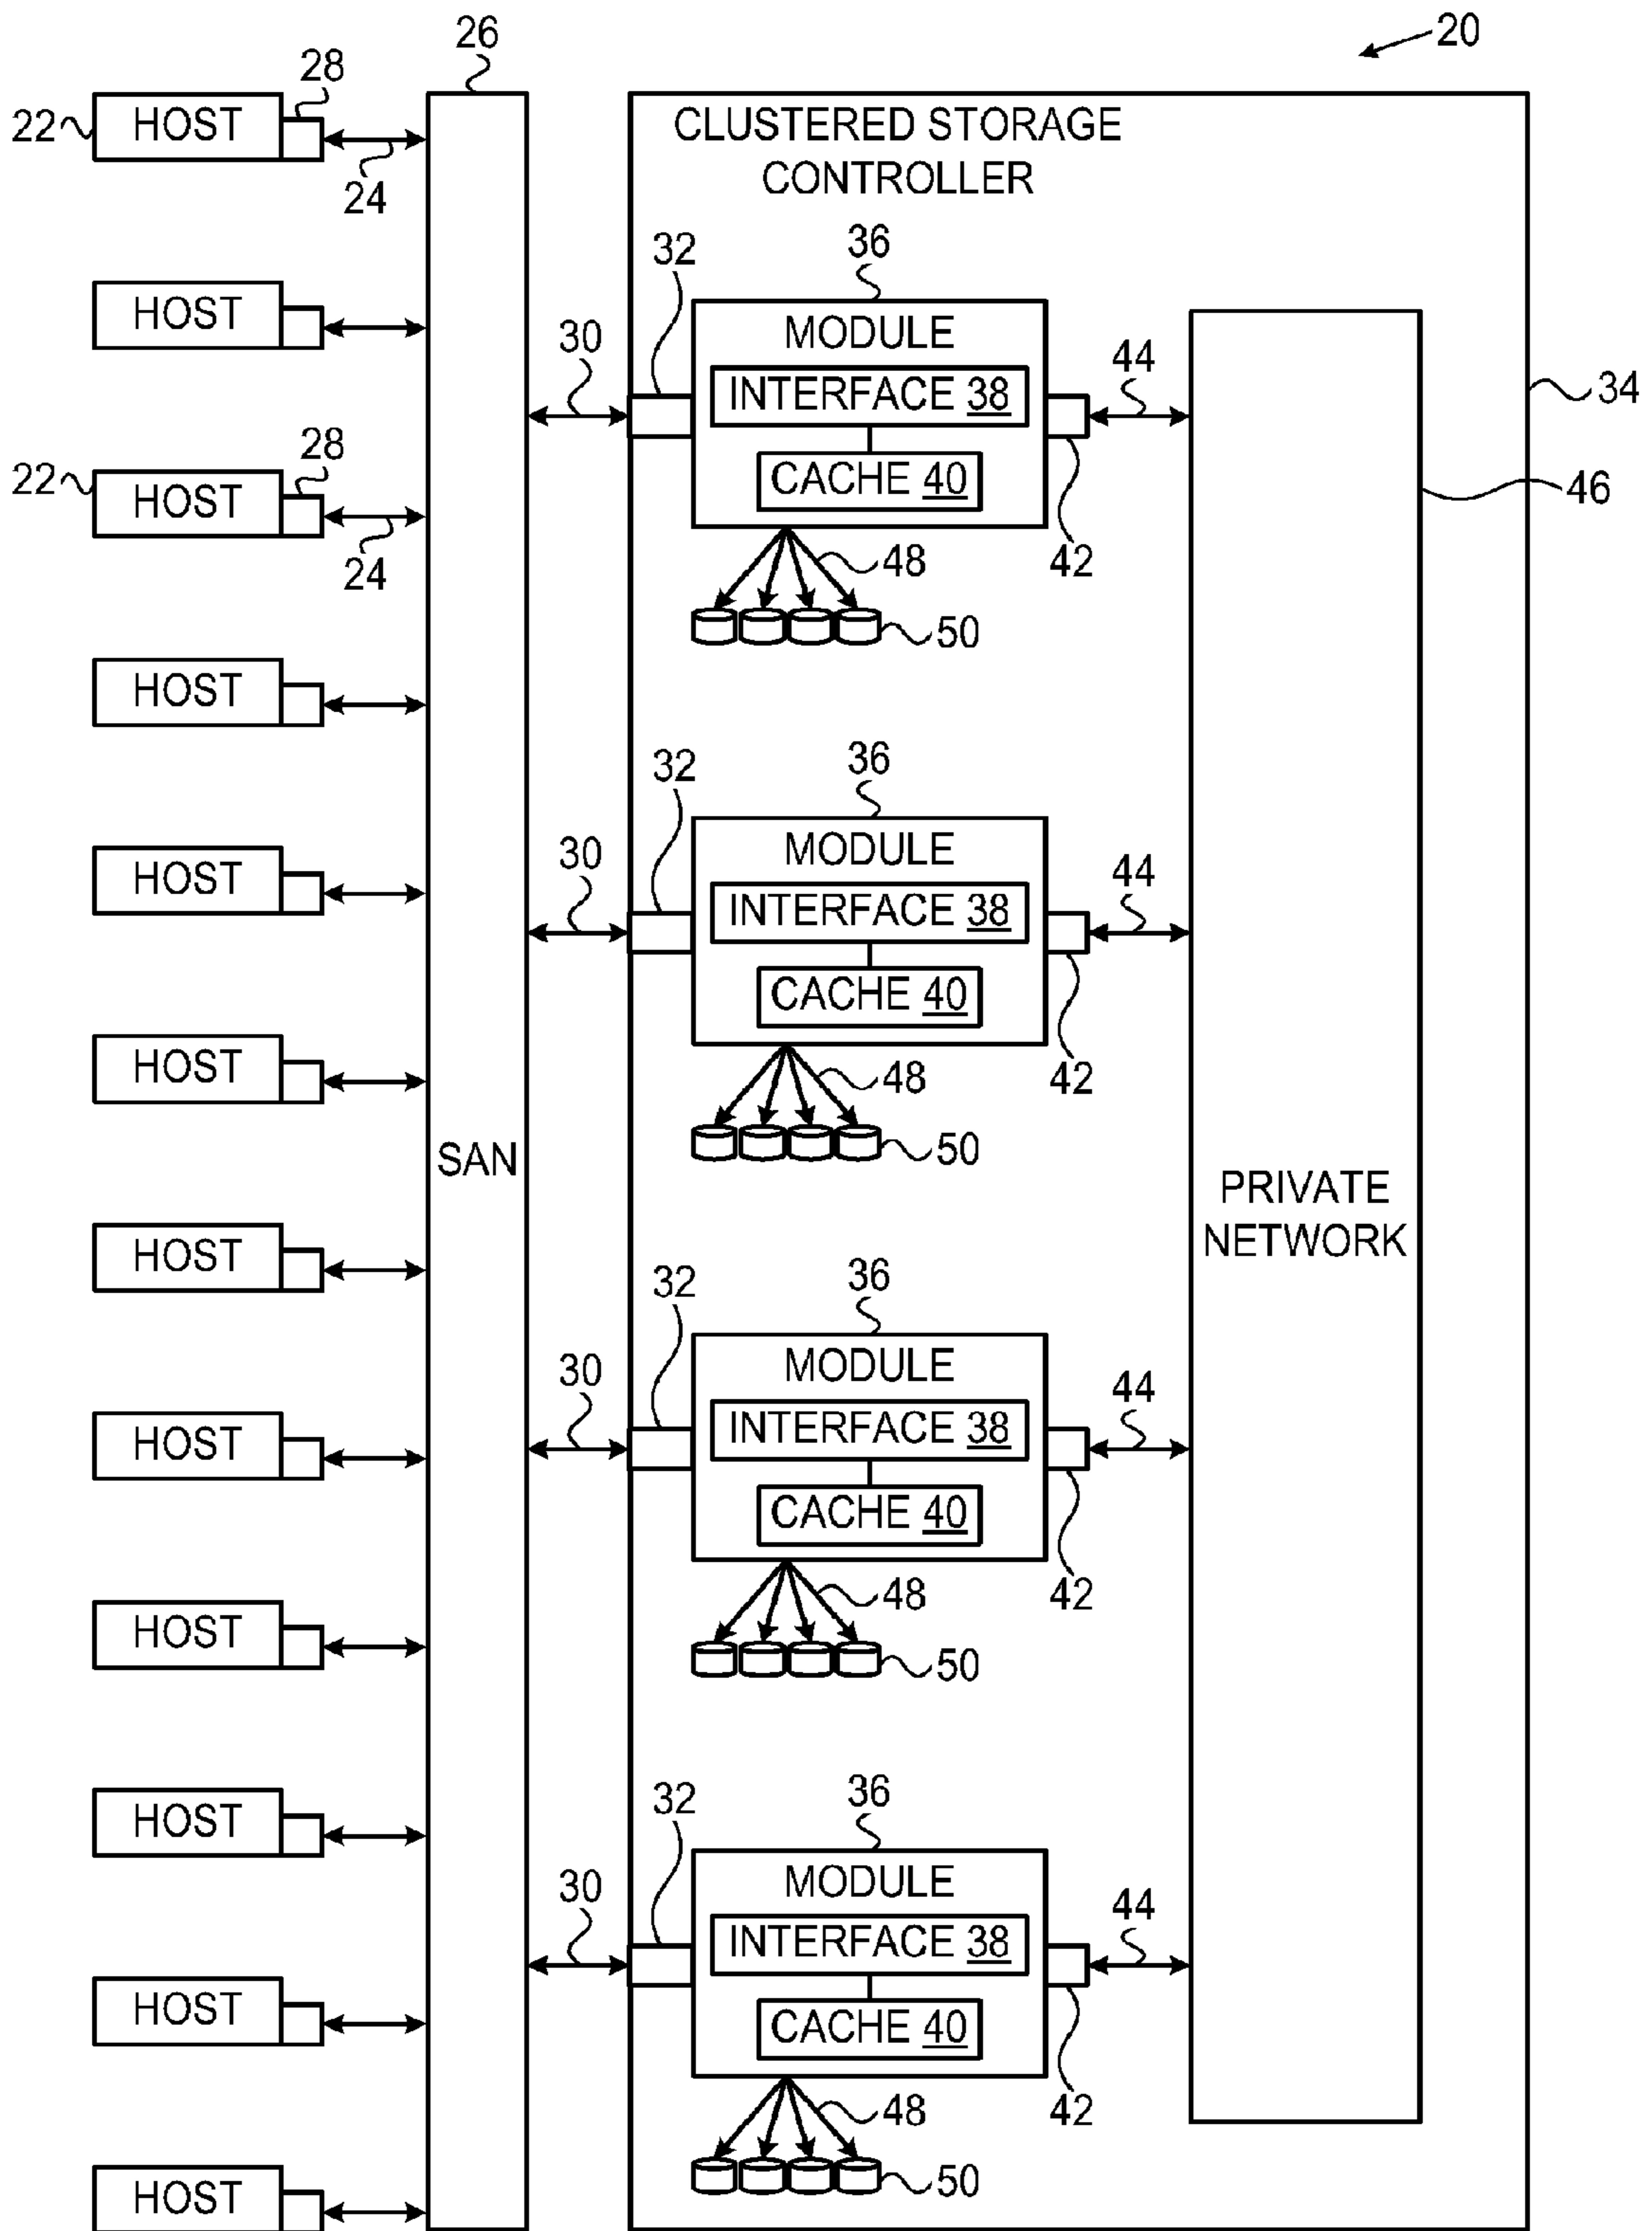 20
26
28
22 HOST
24
CLUSTERED STORAGE
CONTROLLER
HOST
28
22 HOST
24
HOST
HOST
HOST
HOST
HOST
HOST
HOST
HOST
HOST
SAN
30
32
36
MODULE
INTERFACE 38
CACHE 40
48
50
42
44
30
32
36
MODULE
INTERFACE 38
CACHE 40
48
50
42
44
30
32
36
MODULE
INTERFACE 38
CACHE 40
48
50
42
44
30
32
36
MODULE
INTERFACE 38
CACHE 40
48
50
42
44
PRIVATE
NETWORK
34
46